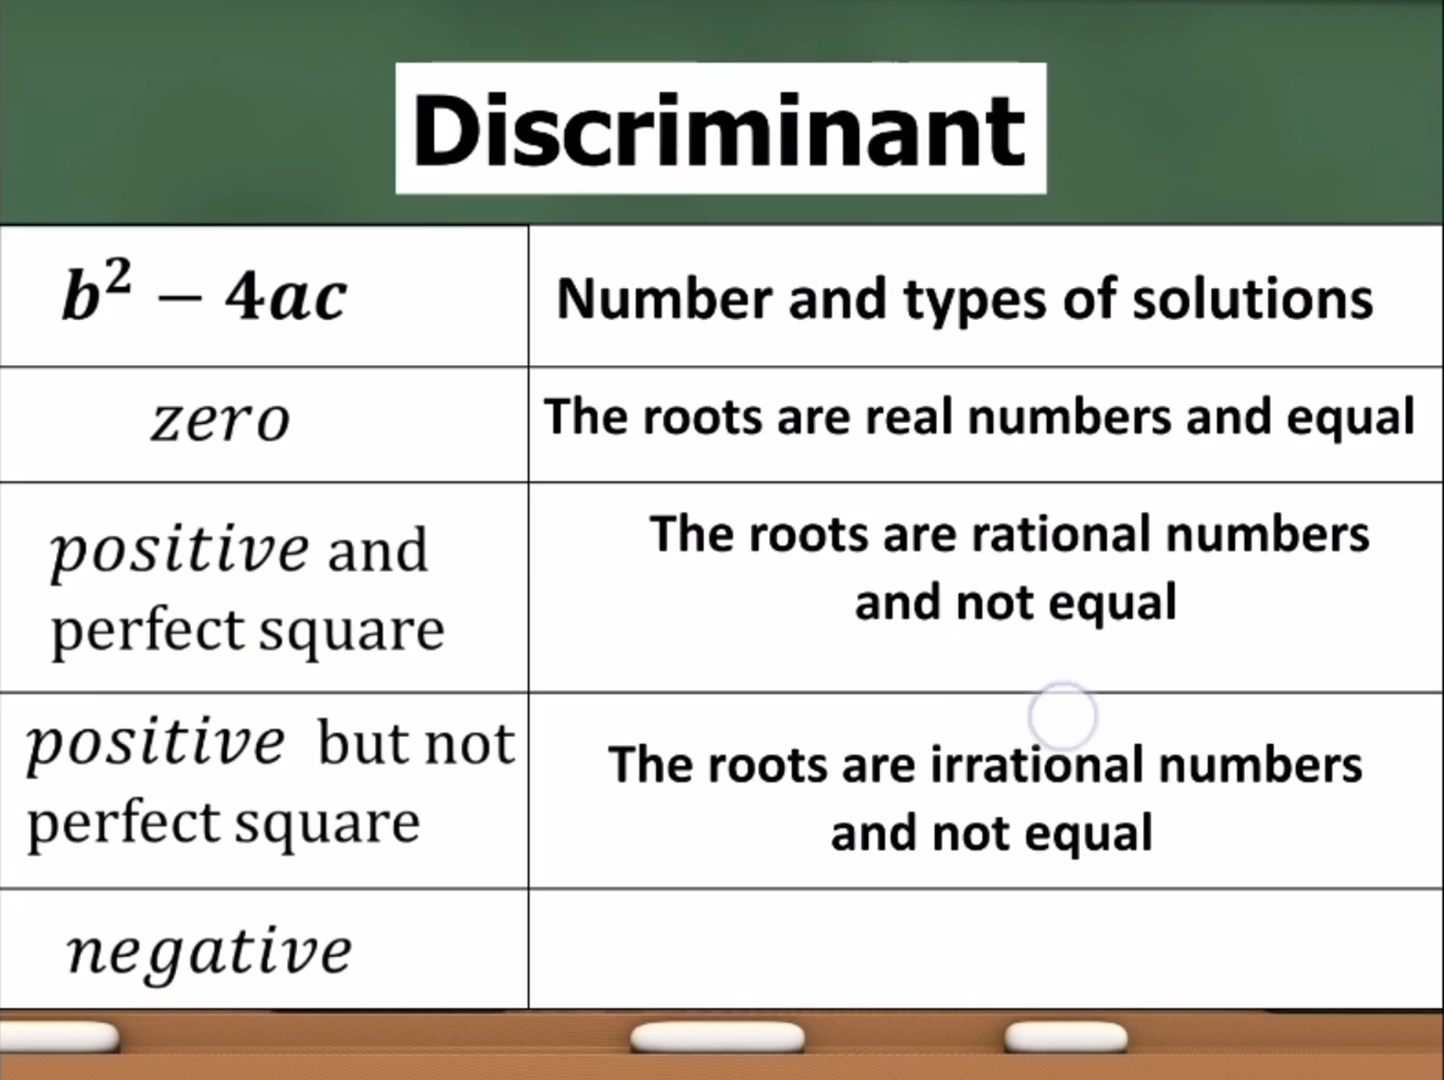 Discriminant
b² − 4ac
Number and types of solutions
zero
The roots are real numbers and equal
positive and
perfect square
The roots are rational numbers
and not equal
positive but not
perfect square
The roots are irrational numbers
and not equal
negative